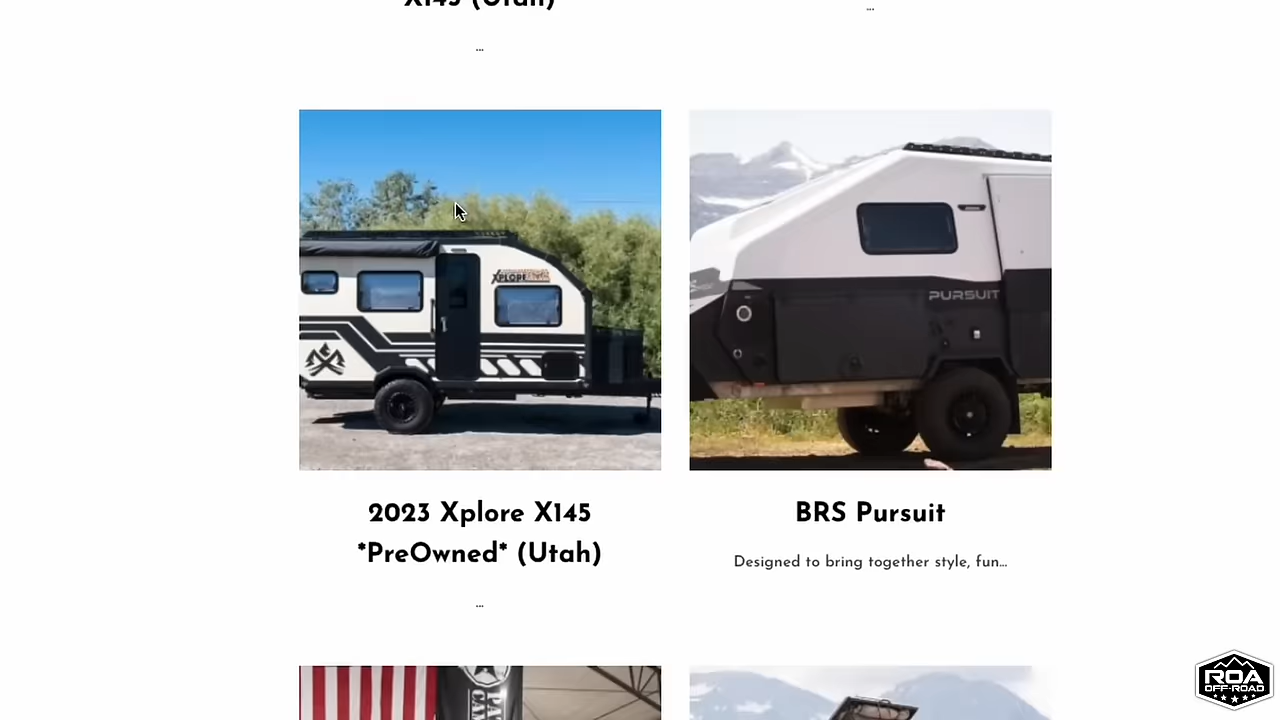 X145 (Utah)
...
...
XPLORE
PURSUIT
2023 Xplore X145
*PreOwned* (Utah)
...
BRS Pursuit
Designed to bring together style, fun...
ROA
OFF-ROAD